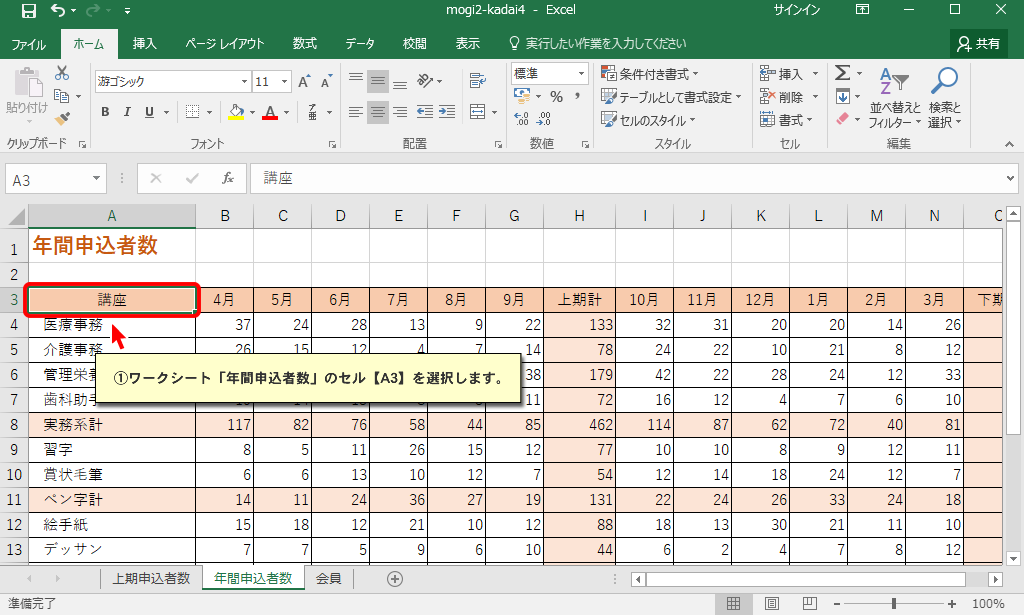 mogi2-kadai4 - Excel サインイン
ファイル ホーム 挿入 ページ レイアウト 数式 データ 校閲 表示 実行したい作業を入力してください 共有
貼り付け
游ゴシック 11
B I U
標準
% ,
条件付き書式
テーブルとして書式設定
セルのスタイル
挿入
削除
書式
並べ替えと フィルター
検索と 選択
クリップボード フォント 配置 数値 スタイル セル 編集
A3 fx 講座
A B C D E F G H I J K L M N
1 年間申込者数
2
3 講座 4月 5月 6月 7月 8月 9月 上期計 10月 11月 12月 1月 2月 3月 下期
4 医療事務 37 24 28 13 9 22 133 32 31 20 20 14 26
5 介護事務 26 15 12 4 7 14 78 24 22 10 21 8 12
①ワークシート「年間申込者数」のセル【A3】を選択します。
6 管理栄養 38 179 42 22 28 24 12 33
7 歯科助手 11 72 16 12 4 7 6 10
8 実務系計 117 82 76 58 44 85 462 114 87 62 72 40 81
9 習字 8 5 11 26 15 12 77 10 10 8 9 12 11
10 賞状毛筆 6 6 13 10 12 7 54 12 14 18 24 12 7
11 ペン字計 14 11 24 36 27 19 131 22 24 26 33 24 18
12 絵手紙 15 18 12 21 10 12 88 18 13 30 21 11 10
13 デッサン 7 7 5 9 6 10 44 6 2 4 7 8 12
上期申込者数 年間申込者数 会員
準備完了 100%